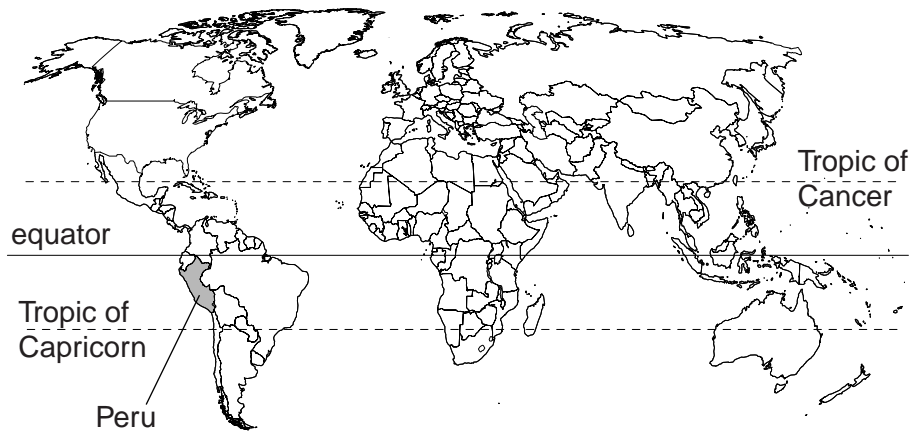 Tropic of
Cancer
equator
Tropic of
Capricorn
Peru